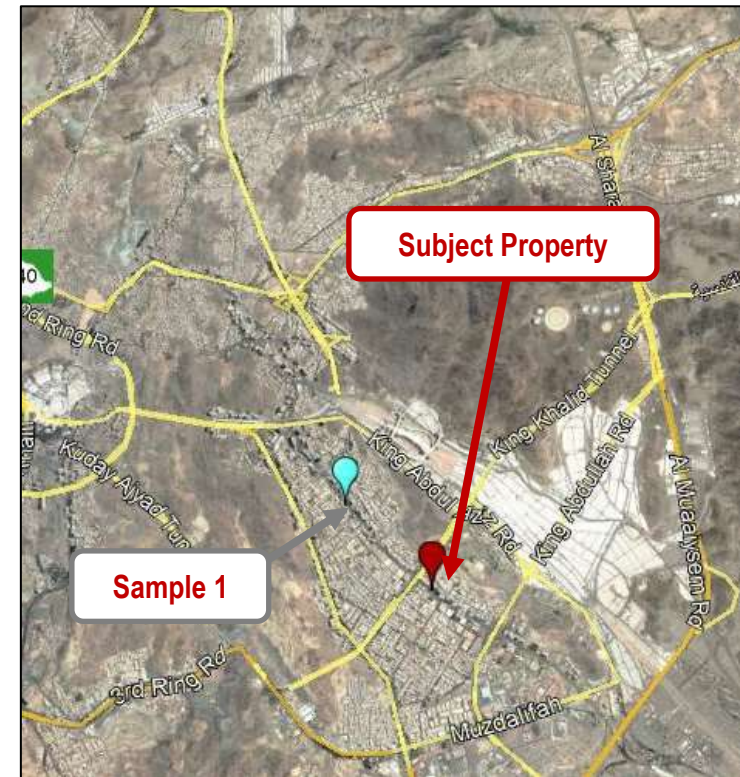 Al Shara
Subject Property
40
nd Ring Rd
King Khalid Tunnel
King Abdullah Rd
King Abdulaziz Rd
Al Muaaysem Rd
Kuday Ajyad Tun
Sample 1
3rd Ring Rd
Muzdalifah